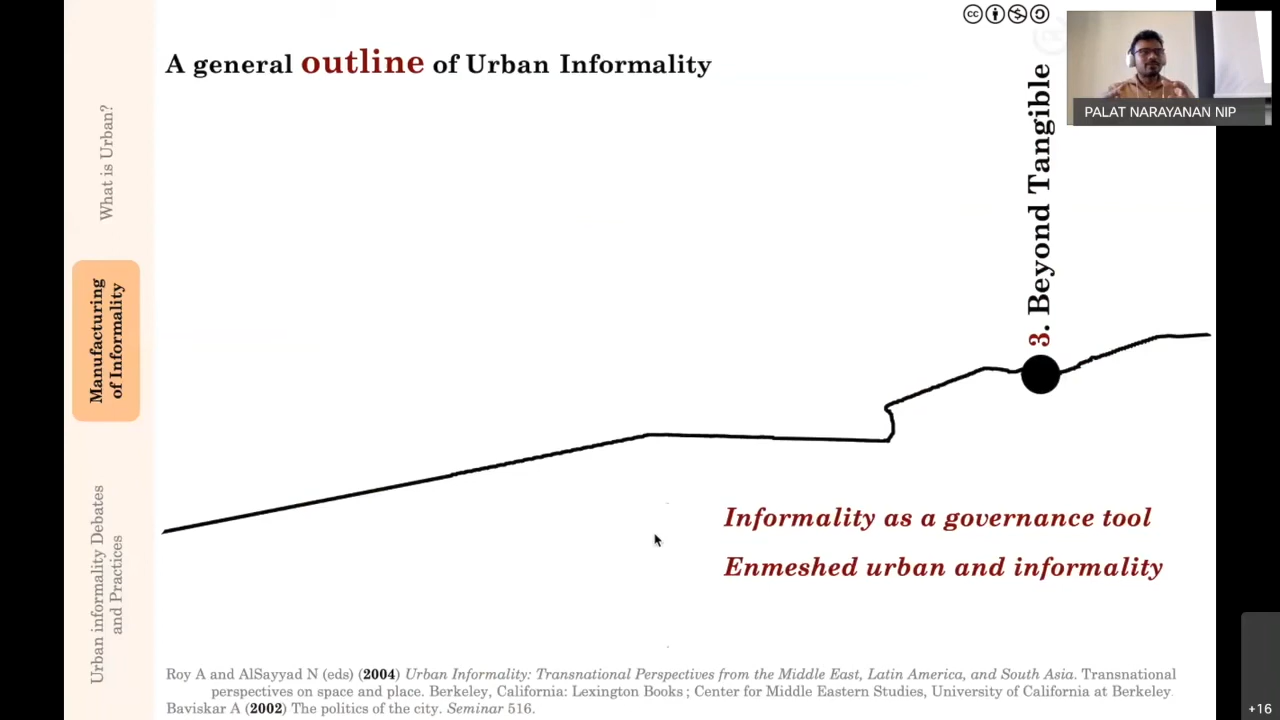 A general outline of Urban Informality
What is Urban?
Manufacturing
of Informality
Urban informality Debates
and Practices
3. Beyond Tangible
PALAT NARAYANAN NIP
Informality as a governance tool
Enmeshed urban and informality
Roy A and AlSayyad N (eds) (2004) Urban Informality: Transnational Perspectives from the Middle East, Latin America, and South Asia. Transnational
perspectives on space and place. Berkeley, California: Lexington Books ; Center for Middle Eastern Studies, University of California at Berkeley.
Baviskar A (2002) The politics of the city. Seminar 516.
+16